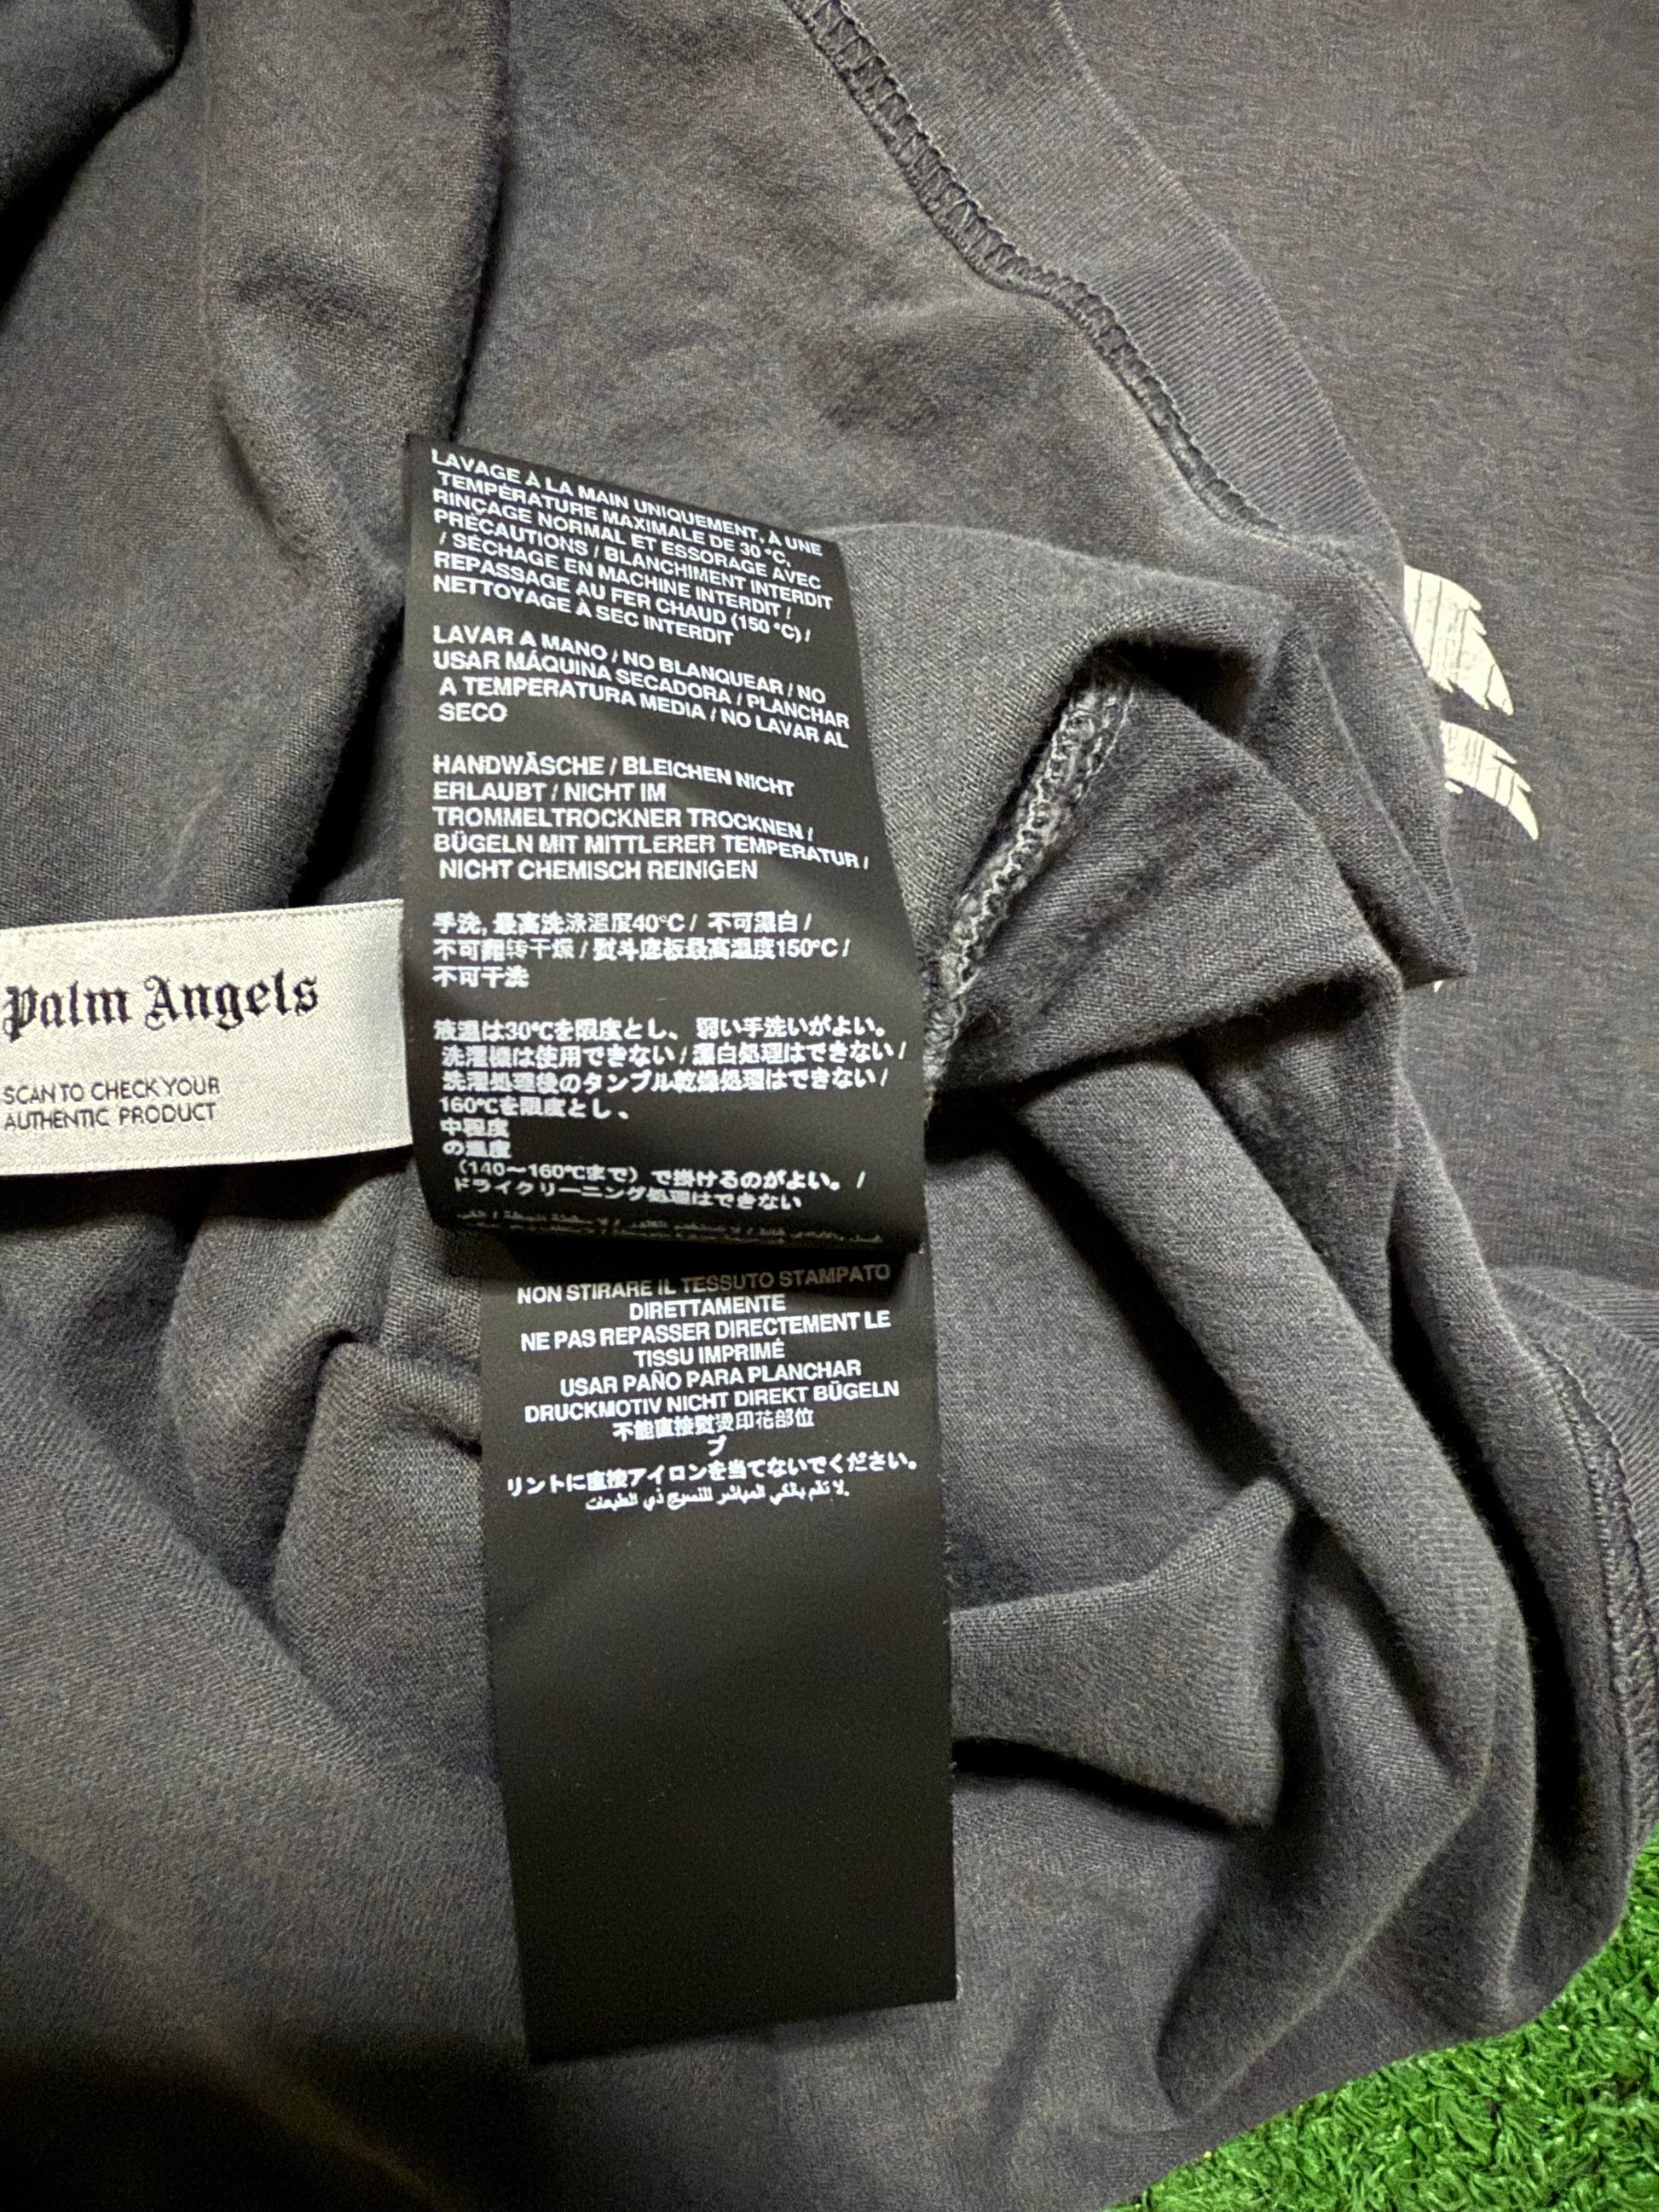 LAVAGE À LA MAIN UNIQUEMENT, À UNE
TEMPÉRATURE MAXIMALE DE 30 °C,
RINÇAGE NORMAL ET ESSORAGE AVEC
PRÉCAUTIONS / BLANCHIMENT INTERDIT
/ SÉCHAGE EN MACHINE INTERDIT /
REPASSAGE AU FER CHAUD (150 °C) /
NETTOYAGE À SEC INTERDIT
LAVAR A MANO / NO BLANQUEAR / NO
USAR MÁQUINA SECADORA / PLANCHAR
A TEMPERATURA MEDIA / NO LAVAR AL
SECO
HANDWÄSCHE / BLEICHEN NICHT
ERLAUBT / NICHT IM
TROMMELTROCKNER TROCKNEN /
BÜGELN MIT MITTLERER TEMPERATUR /
NICHT CHEMISCH REINIGEN
手洗, 最高洗涤温度40°C / 不可漂白 /
不可翻转干燥 / 熨斗底板最高温度150°C /
不可干洗
液温は30℃を限度とし、 弱い手洗いがよい。
洗濯機は使用できない / 漂白処理はできない /
洗濯処理後のタンブル乾燥処理はできない /
160℃を限度とし 、
中程度
の温度
（140～160℃まで）で掛けるのがよい。 /
ドライクリーニング処理はできない
Palm Angels
SCAN TO CHECK YOUR
AUTHENTIC PRODUCT
NON STIRARE IL TESSUTO STAMPATO
DIRETTAMENTE
NE PAS REPASSER DIRECTEMENT LE
TISSU IMPRIMÉ
USAR PAÑO PARA PLANCHAR
DRUCKMOTIV NICHT DIREKT BÜGELN
不能直接熨烫印花部位
プ
リントに直接アイロンを当てないでください。
لا تقم بالكي المباشر للنسيج ذي الطبعات.